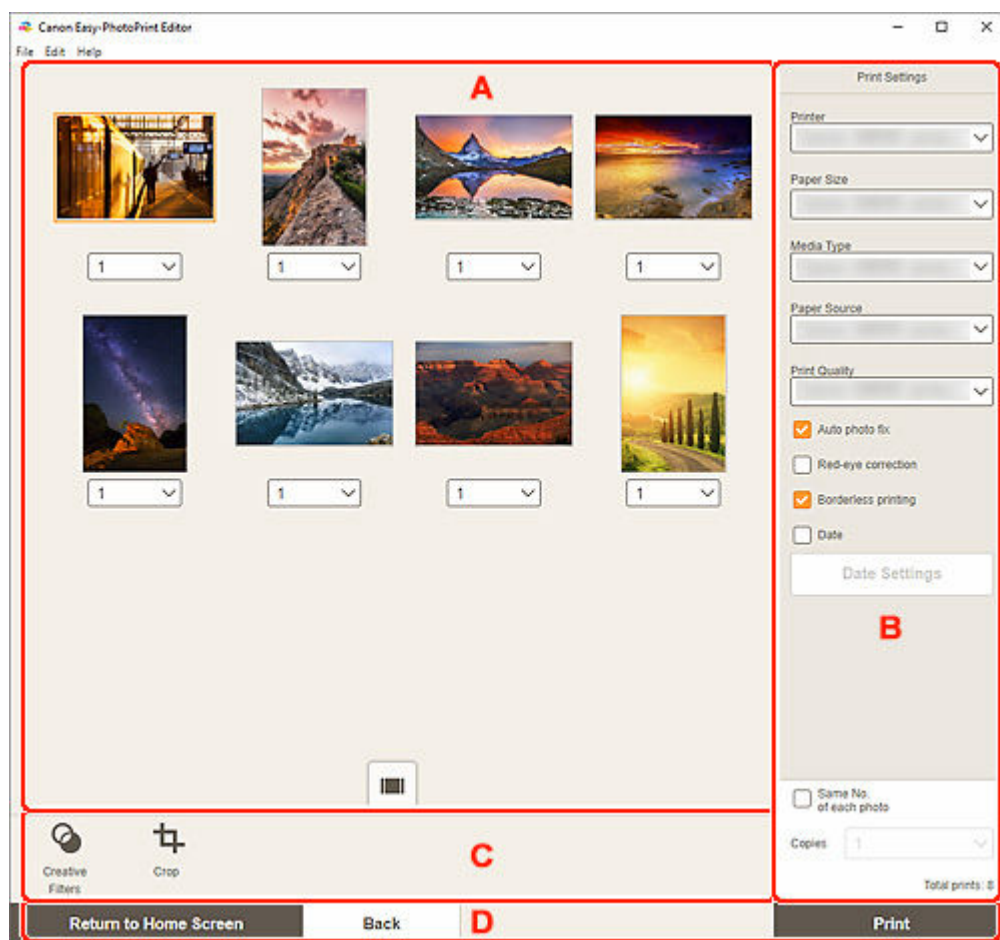 Canon Easy-PhotoPrint Editor
File Edit Help
A
Print Settings
Printer
Paper Size
1 1 1 1
Media Type
Paper Source
Print Quality
Auto photo fix
Red-eye correction
1 1 1 1
Borderless printing
Date
Date Settings
B
Same No.
of each photo
Copies 1
Total prints: 8
Creative
Filters
Crop
C
Return to Home Screen Back D Print